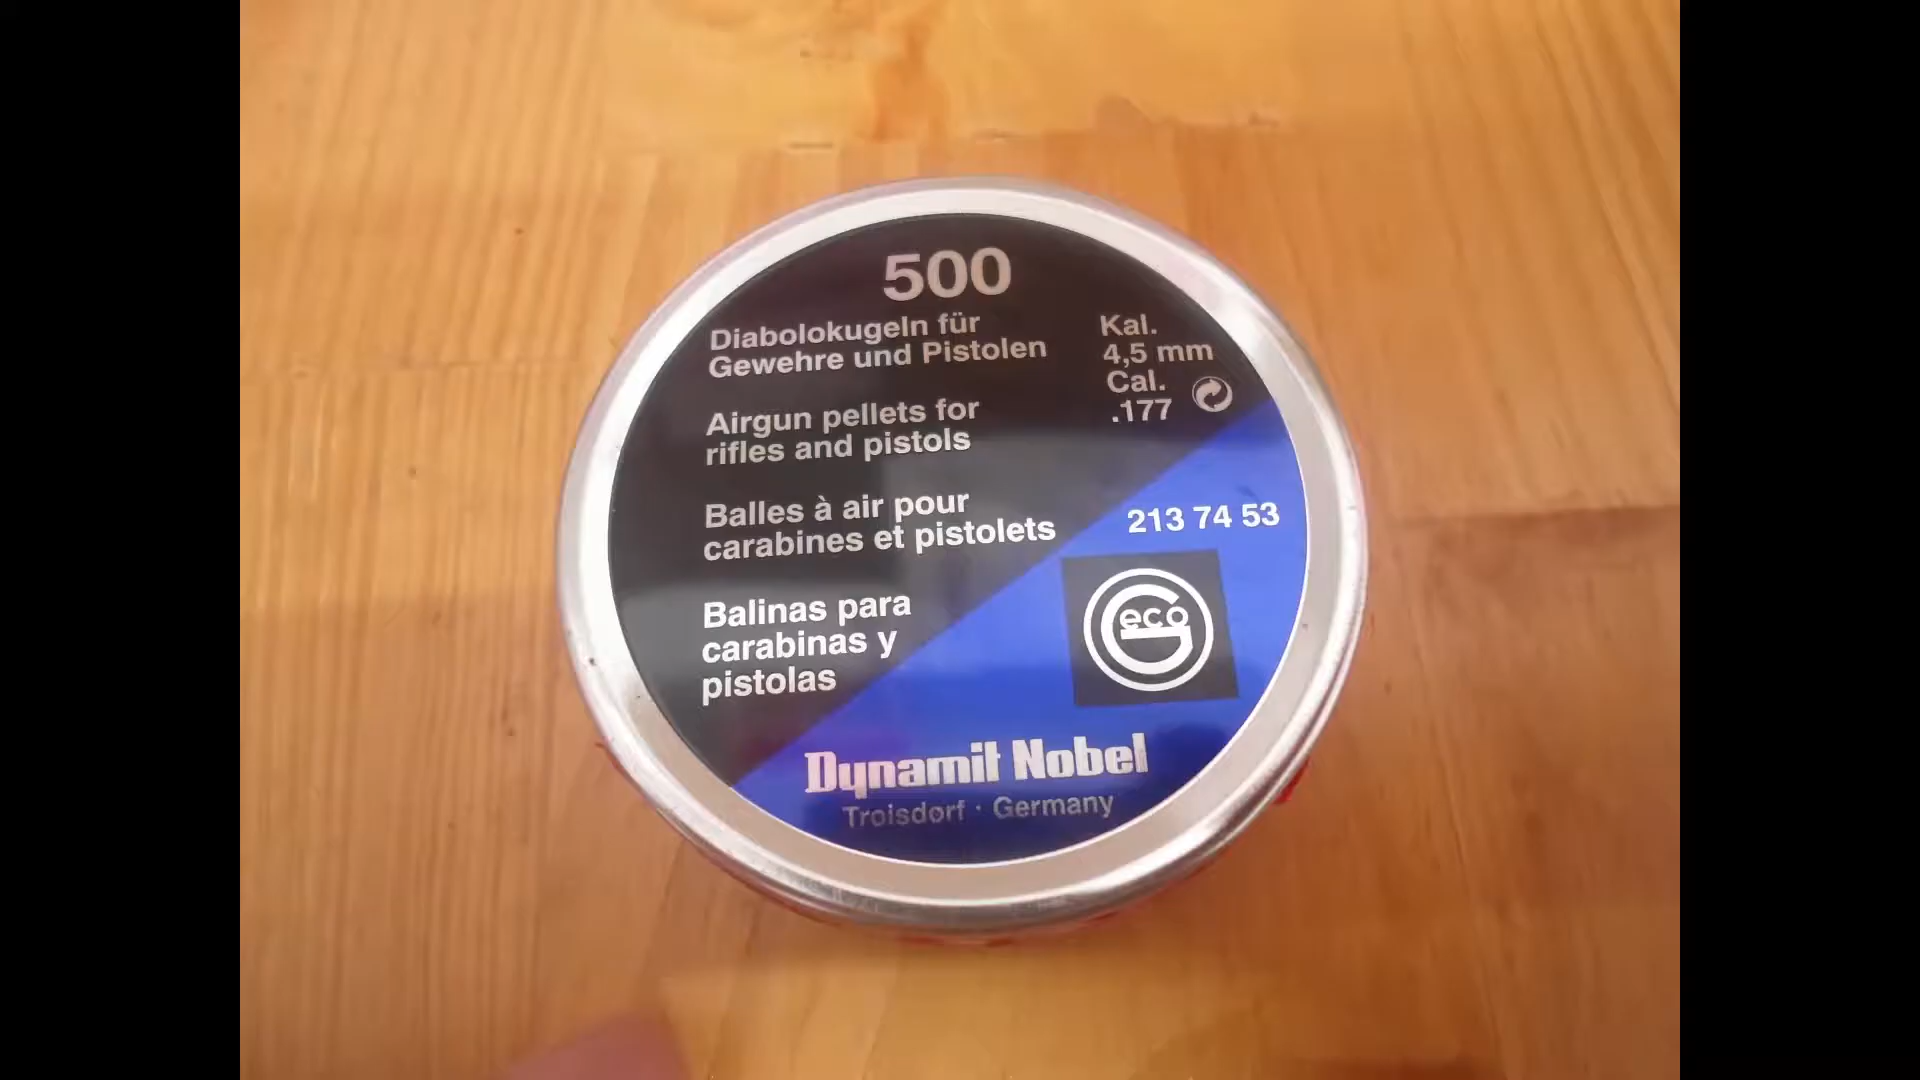 500
Diabolokugeln für
Gewehre und Pistolen
Kal.
4,5 mm
Cal.
.177
Airgun pellets for
rifles and pistols
Balles à air pour
carabines et pistolets
213 74 53
Geco
Balinas para
carabinas y
pistolas
Dynamit Nobel
Troisdorf · Germany